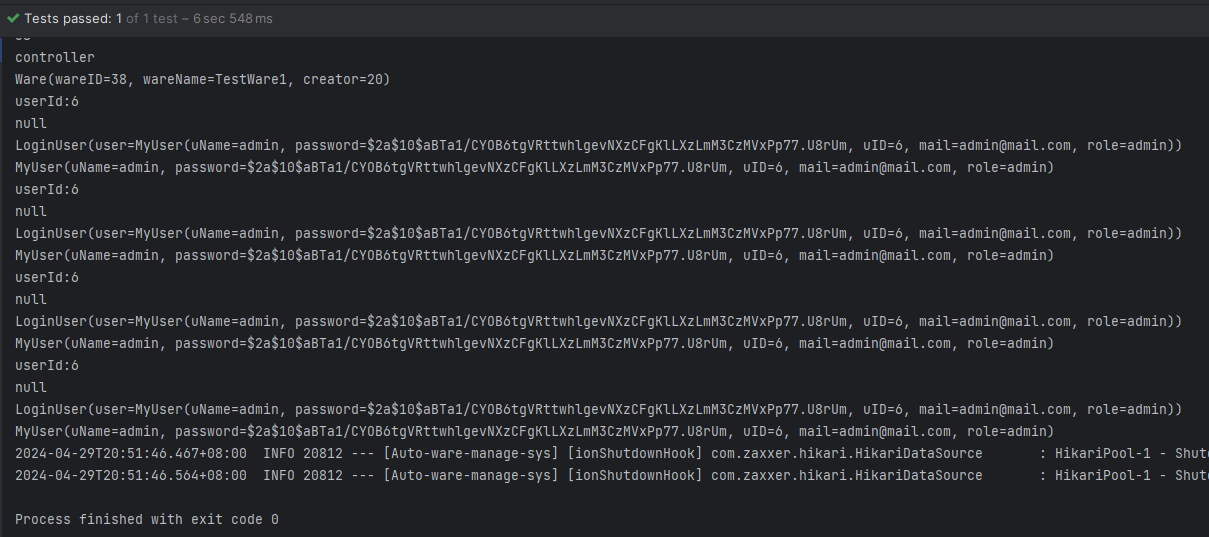 Tests passed: 1 of 1 test – 6 sec 548 ms
controller
Ware(wareID=38, wareName=TestWare1, creator=20)
userId:6
null
LoginUser(user=MyUser(uName=admin, password=$2a$10$aBTa1/CYOB6tgVRttwhlgevNXzCFgKlLXzLmM3CzMVxPp77.U8rUm, uID=6, mail=admin@mail.com, role=admin))
MyUser(uName=admin, password=$2a$10$aBTa1/CYOB6tgVRttwhlgevNXzCFgKlLXzLmM3CzMVxPp77.U8rUm, uID=6, mail=admin@mail.com, role=admin)
userId:6
null
LoginUser(user=MyUser(uName=admin, password=$2a$10$aBTa1/CYOB6tgVRttwhlgevNXzCFgKlLXzLmM3CzMVxPp77.U8rUm, uID=6, mail=admin@mail.com, role=admin))
MyUser(uName=admin, password=$2a$10$aBTa1/CYOB6tgVRttwhlgevNXzCFgKlLXzLmM3CzMVxPp77.U8rUm, uID=6, mail=admin@mail.com, role=admin)
userId:6
null
LoginUser(user=MyUser(uName=admin, password=$2a$10$aBTa1/CYOB6tgVRttwhlgevNXzCFgKlLXzLmM3CzMVxPp77.U8rUm, uID=6, mail=admin@mail.com, role=admin))
MyUser(uName=admin, password=$2a$10$aBTa1/CYOB6tgVRttwhlgevNXzCFgKlLXzLmM3CzMVxPp77.U8rUm, uID=6, mail=admin@mail.com, role=admin)
userId:6
null
LoginUser(user=MyUser(uName=admin, password=$2a$10$aBTa1/CYOB6tgVRttwhlgevNXzCFgKlLXzLmM3CzMVxPp77.U8rUm, uID=6, mail=admin@mail.com, role=admin))
MyUser(uName=admin, password=$2a$10$aBTa1/CYOB6tgVRttwhlgevNXzCFgKlLXzLmM3CzMVxPp77.U8rUm, uID=6, mail=admin@mail.com, role=admin)
2024-04-29T20:51:46.467+08:00  INFO 20812 --- [Auto-ware-manage-sys] [ionShutdownHook] com.zaxxer.hikari.HikariDataSource       : HikariPool-1 - Shut
2024-04-29T20:51:46.564+08:00  INFO 20812 --- [Auto-ware-manage-sys] [ionShutdownHook] com.zaxxer.hikari.HikariDataSource       : HikariPool-1 - Shut
Process finished with exit code 0